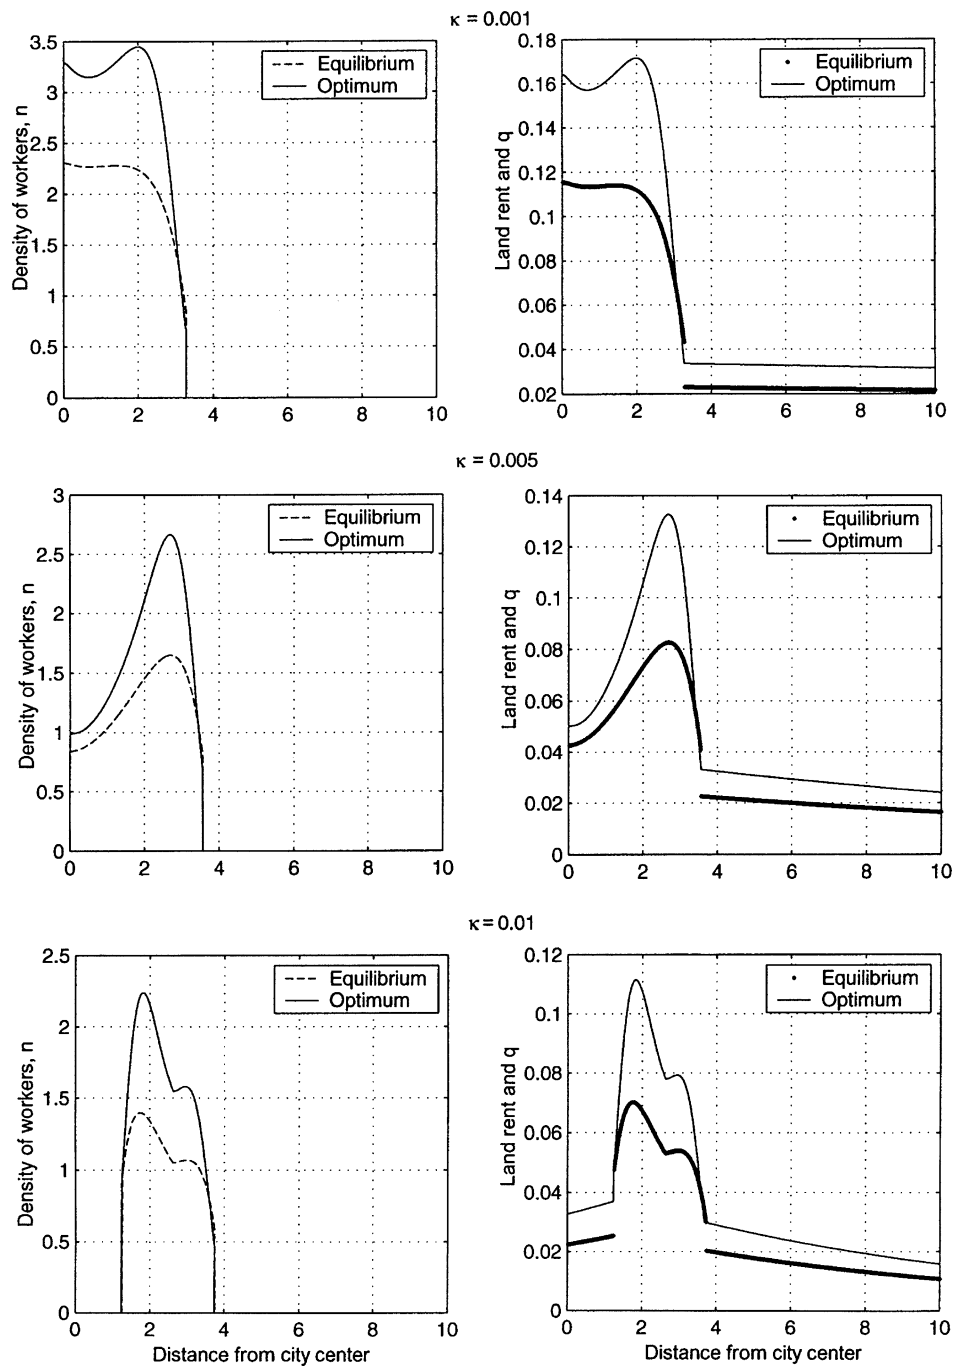 κ = 0.001
Density of workers, n
3.5
3
2.5
2
1.5
1
0.5
0
0 2 4 6 8 10
Equilibrium
Optimum
Land rent and q
0.18
0.16
0.14
0.12
0.1
0.08
0.06
0.04
0.02
0 2 4 6 8 10
Equilibrium
Optimum
κ = 0.005
Density of workers, n
3
2.5
2
1.5
1
0.5
0
0 2 4 6 8 10
Equilibrium
Optimum
Land rent and q
0.14
0.12
0.1
0.08
0.06
0.04
0.02
0
0 2 4 6 8 10
Equilibrium
Optimum
κ = 0.01
Density of workers, n
2.5
2
1.5
1
0.5
0
0 2 4 6 8 10
Distance from city center
Equilibrium
Optimum
Land rent and q
0.12
0.1
0.08
0.06
0.04
0.02
0
0 2 4 6 8 10
Distance from city center
Equilibrium
Optimum